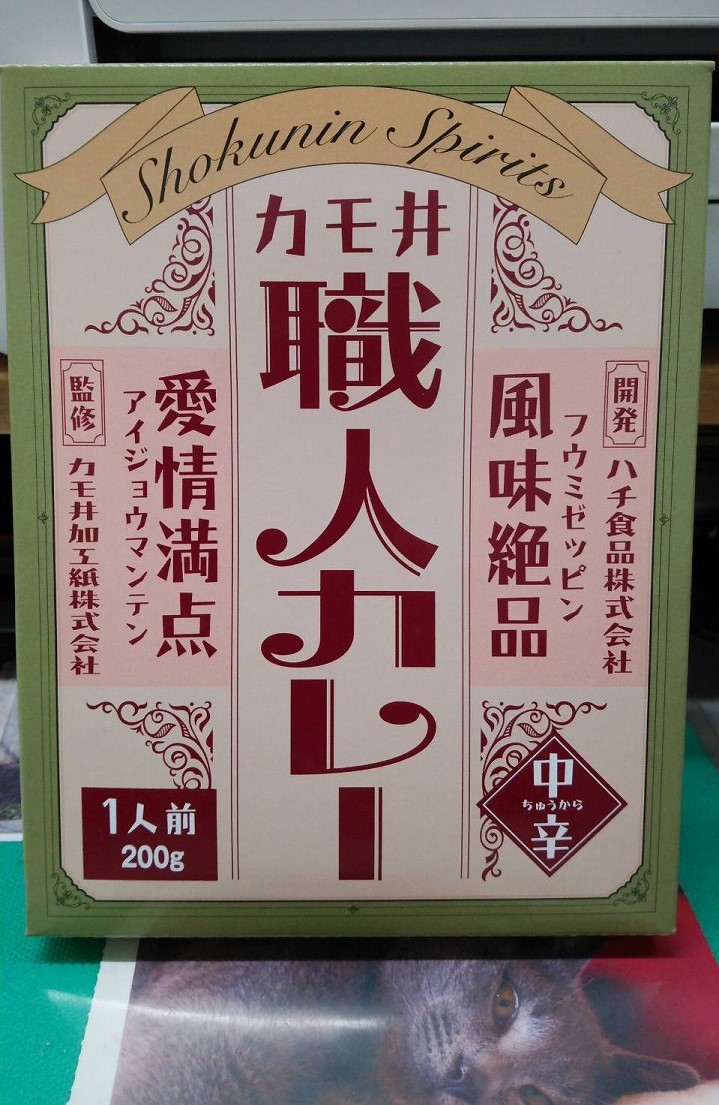 Shokunin Spirits
カモ井
職人カレー
開発
ハチ食品株式会社
フウミゼッピン
風味絶品
愛情満点
アイジョウマンテン
監修
カモ井加工紙株式会社
1人前
200g
中辛
ちゅうから